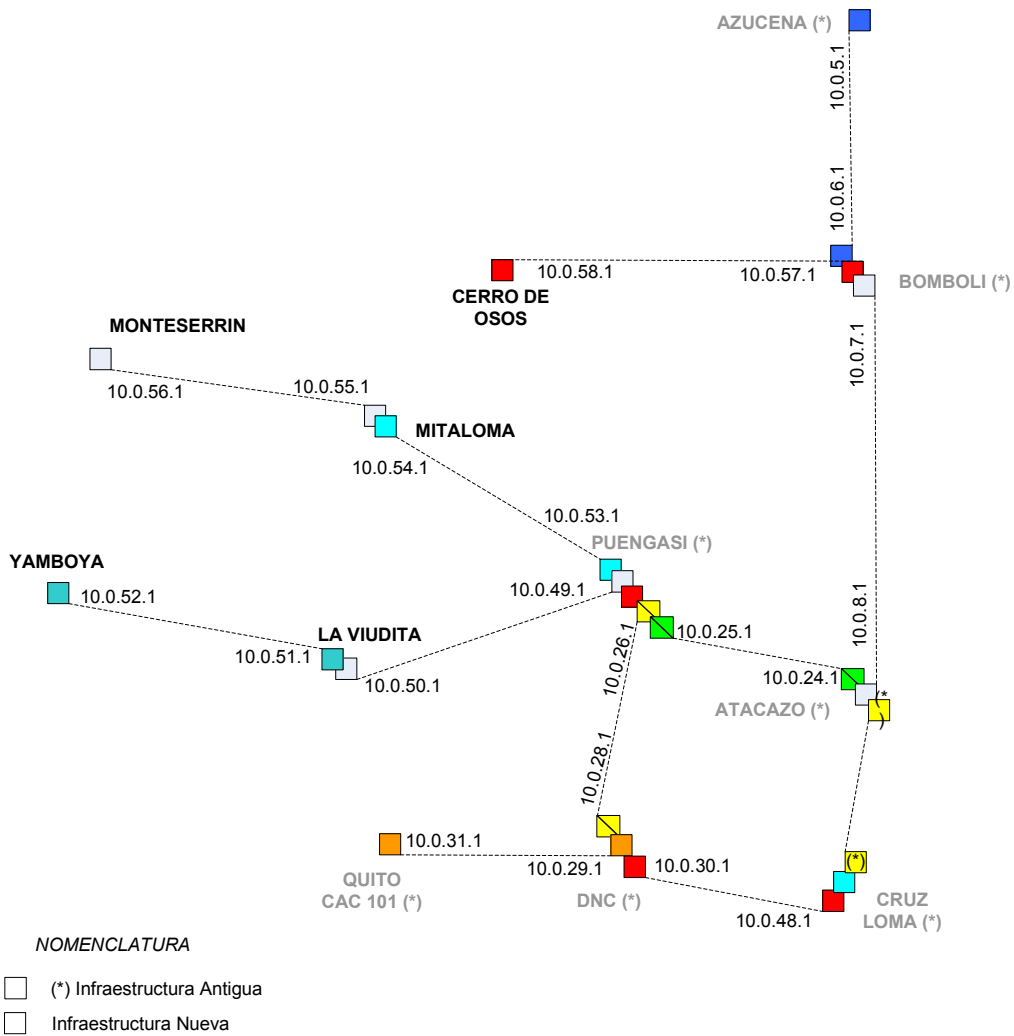 AZUCENA (*)
10.0.5.1
10.0.6.1
10.0.58.1
10.0.57.1
BOMBOLI (*)
CERRO DE
OSOS
MONTESERRIN
10.0.7.1
10.0.56.1
10.0.55.1
MITALOMA
10.0.54.1
10.0.53.1
PUENGASI (*)
YAMBOYA
10.0.52.1
10.0.49.1
10.0.8.1
LA VIUDITA
10.0.51.1
10.0.50.1
10.0.26.1
10.0.25.1
10.0.24.1
ATACAZO (*)
(*
)
10.0.28.1
10.0.31.1
10.0.29.1
10.0.30.1
(*)
QUITO
CAC 101 (*)
DNC (*)
10.0.48.1
CRUZ
LOMA (*)
NOMENCLATURA
(*) Infraestructura Antigua
Infraestructura Nueva